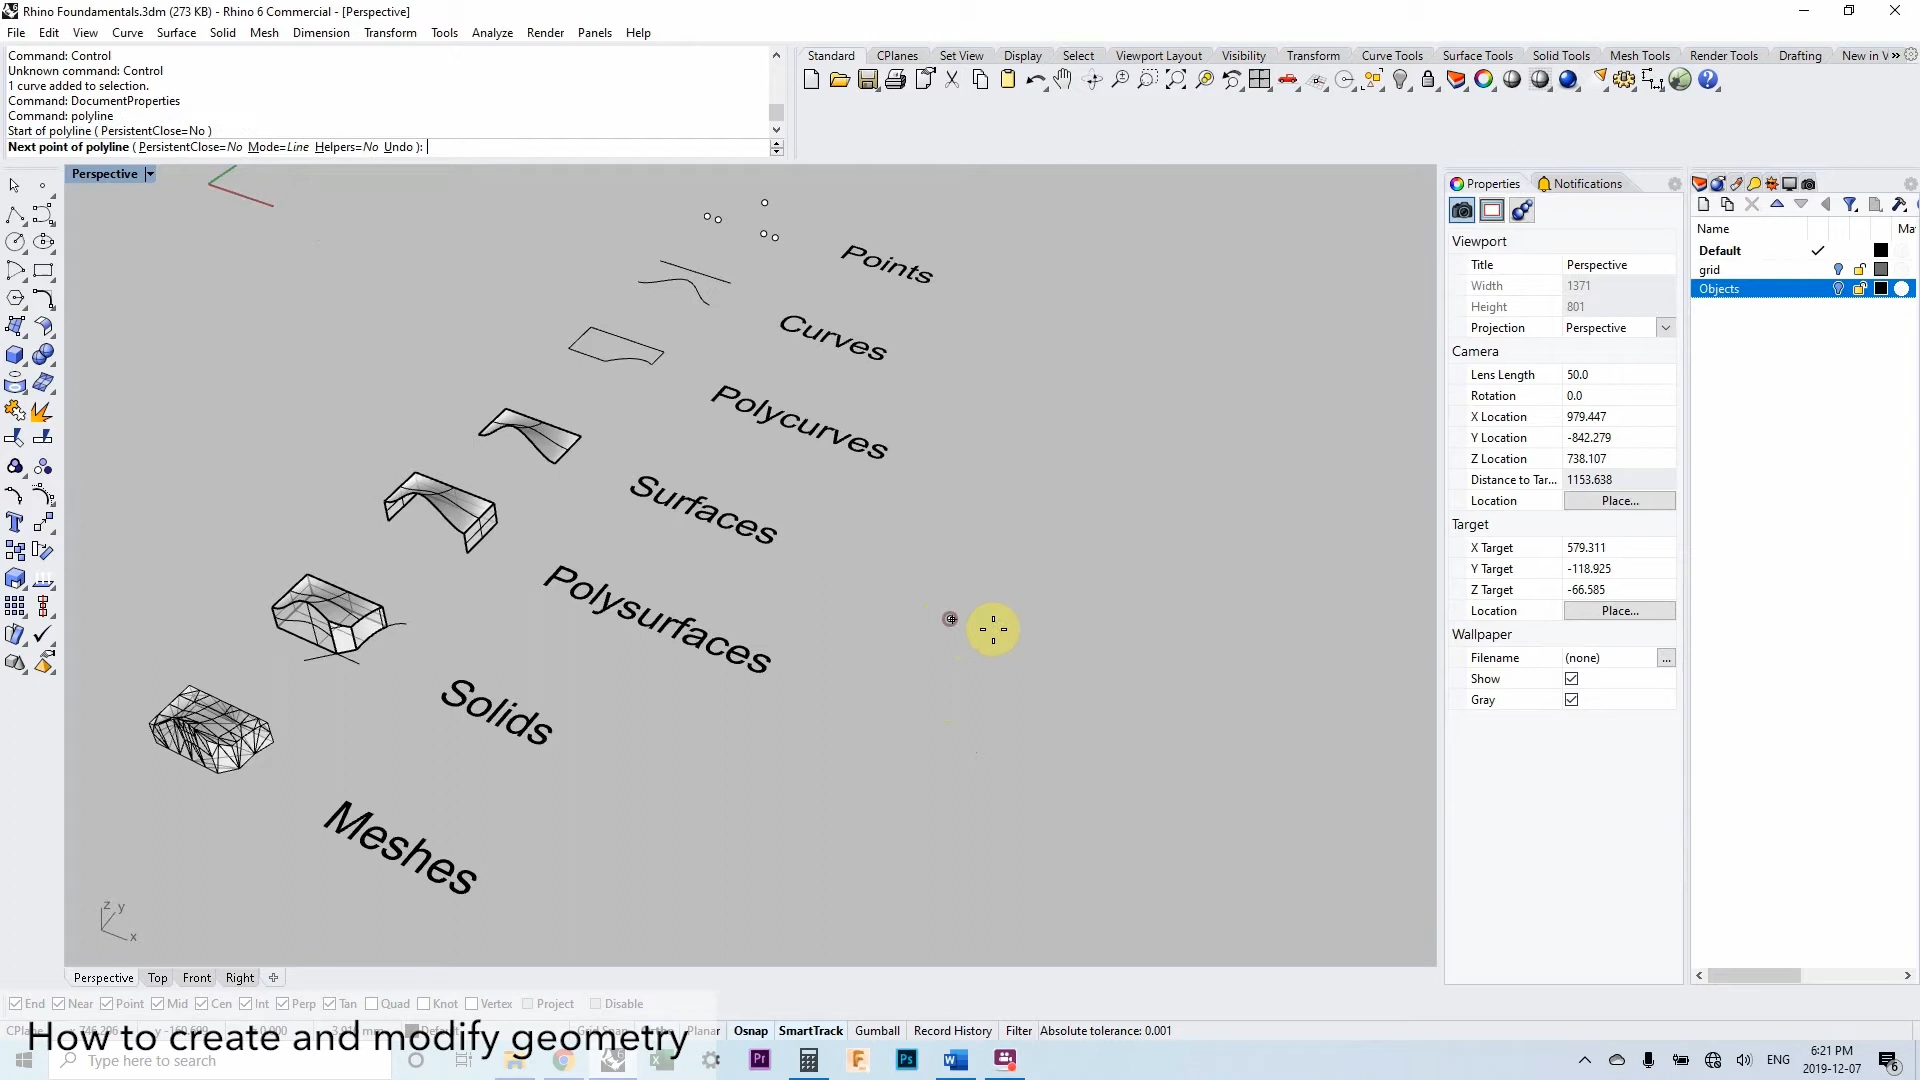 Rhino Foundamentals.3dm (273 KB) - Rhino 6 Commercial - [Perspective]
File Edit View Curve Surface Solid Mesh Dimension Transform Tools Analyze Render Panels Help
Command: Control
Unknown command: Control
1 curve added to selection.
Command: DocumentProperties
Command: polyline
Start of polyline ( PersistentClose=No )
Next point of polyline ( PersistentClose=No Mode=Line Helpers=No Undo ):
Standard CPlanes Set View Display Select Viewport Layout Visibility Transform Curve Tools Surface Tools Solid Tools Mesh Tools Render Tools Drafting New in V
Perspective
Points
Curves
Polycurves
Surfaces
Polysurfaces
Solids
Meshes
z y
x
Properties Notifications
Viewport
Title Perspective
Width 1371
Height 801
Projection Perspective
Camera
Lens Length 50.0
Rotation 0.0
X Location 979.447
Y Location -842.279
Z Location 738.107
Distance to Tar... 1153.638
Location Place...
Target
X Target 579.311
Y Target -118.925
Z Target -66.585
Location Place...
Wallpaper
Filename (none) ...
Show
Gray
Name Ma
Default
grid
Objects
Perspective Top Front Right
End Near Point Mid Cen Int Perp Tan Quad Knot Vertex Project Disable
Osnap SmartTrack Gumball Record History Filter Absolute tolerance: 0.001
How to create and modify geometry
Type here to search
ENG
6:21 PM
2019-12-07
6